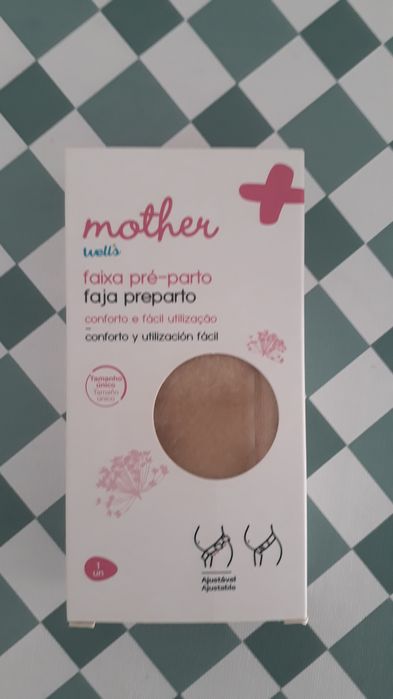 mother
well's
faixa pré-parto
faja preparto
conforto e fácil utilização
conforto y utilización fácil
Tamanho
único
Tamaño
único
1
un
Ajustável
Ajustable